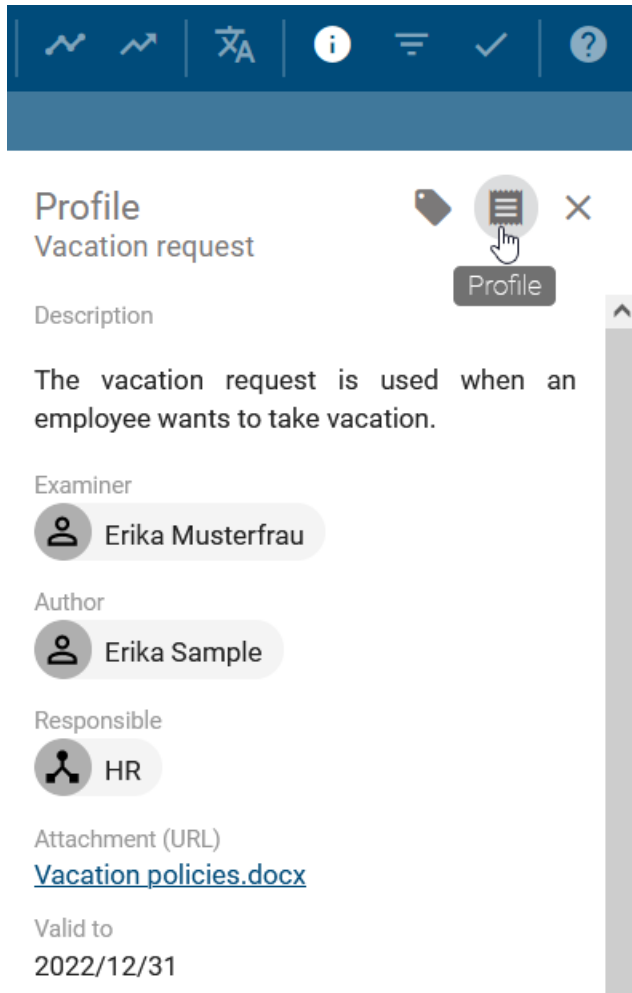 Profile
Vacation request
Profile
Description
The vacation request is used when an
employee wants to take vacation.
Examiner
Erika Musterfrau
Author
Erika Sample
Responsible
HR
Attachment (URL)
Vacation policies.docx
Valid to
2022/12/31